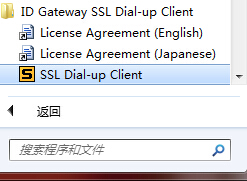 ID Gateway SSL Dial-up Client
License Agreement (English)
License Agreement (Japanese)
SSL Dial-up Client
返回
搜索程序和文件